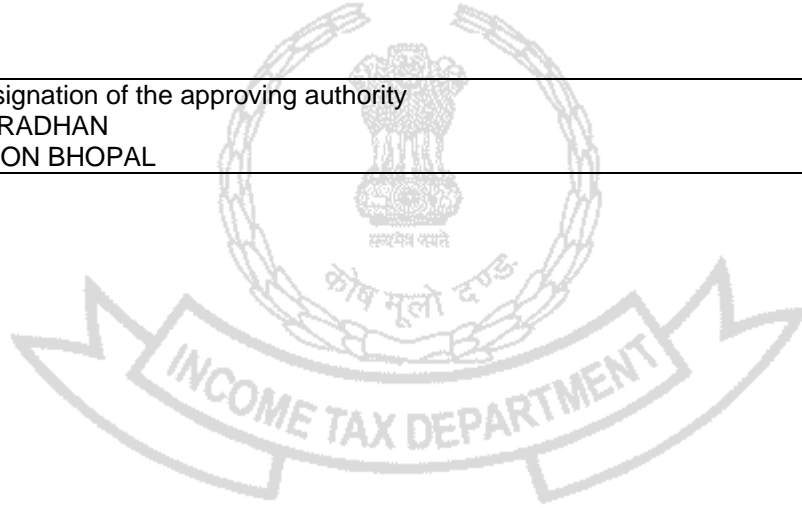 signation of the approving authority
RADHAN
ON BHOPAL
सत्यमेव जयते
कोष मूलो दण्डः
INCOME TAX DEPARTMENT